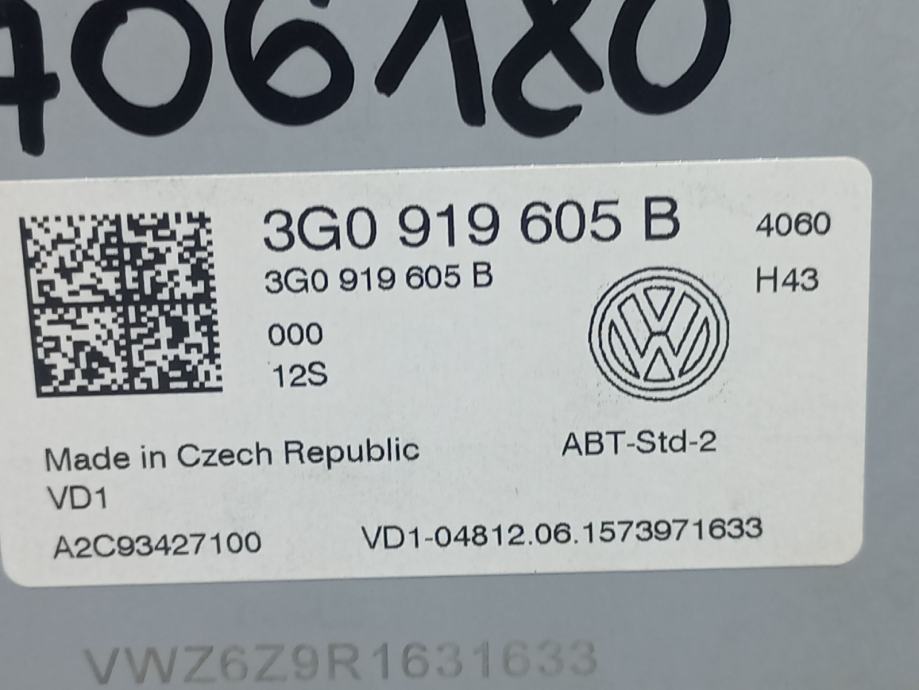 706180
3G0 919 605 B 4060
3G0 919 605 B H43
000
12S
Made in Czech Republic ABT-Std-2
VD1
A2C93427100 VD1-04812.06.1573971633
VWZ6Z9R1631633